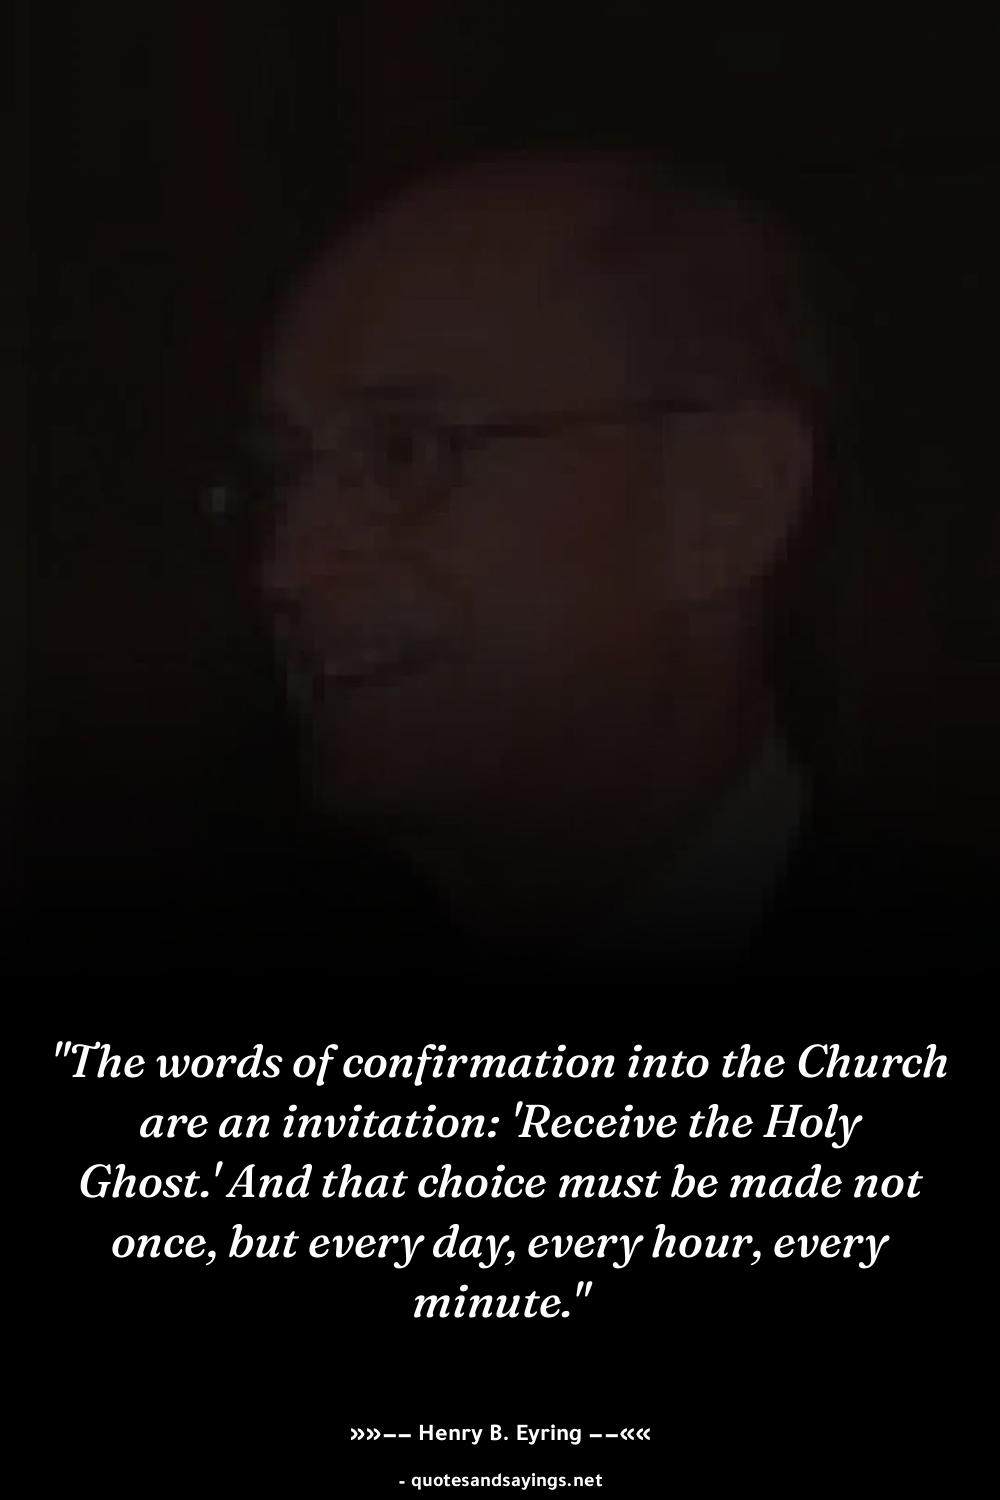 "The words of confirmation into the Church
are an invitation: 'Receive the Holy
Ghost.' And that choice must be made not
once, but every day, every hour, every
minute."
»»−− Henry B. Eyring −−««
- quotesandsayings.net